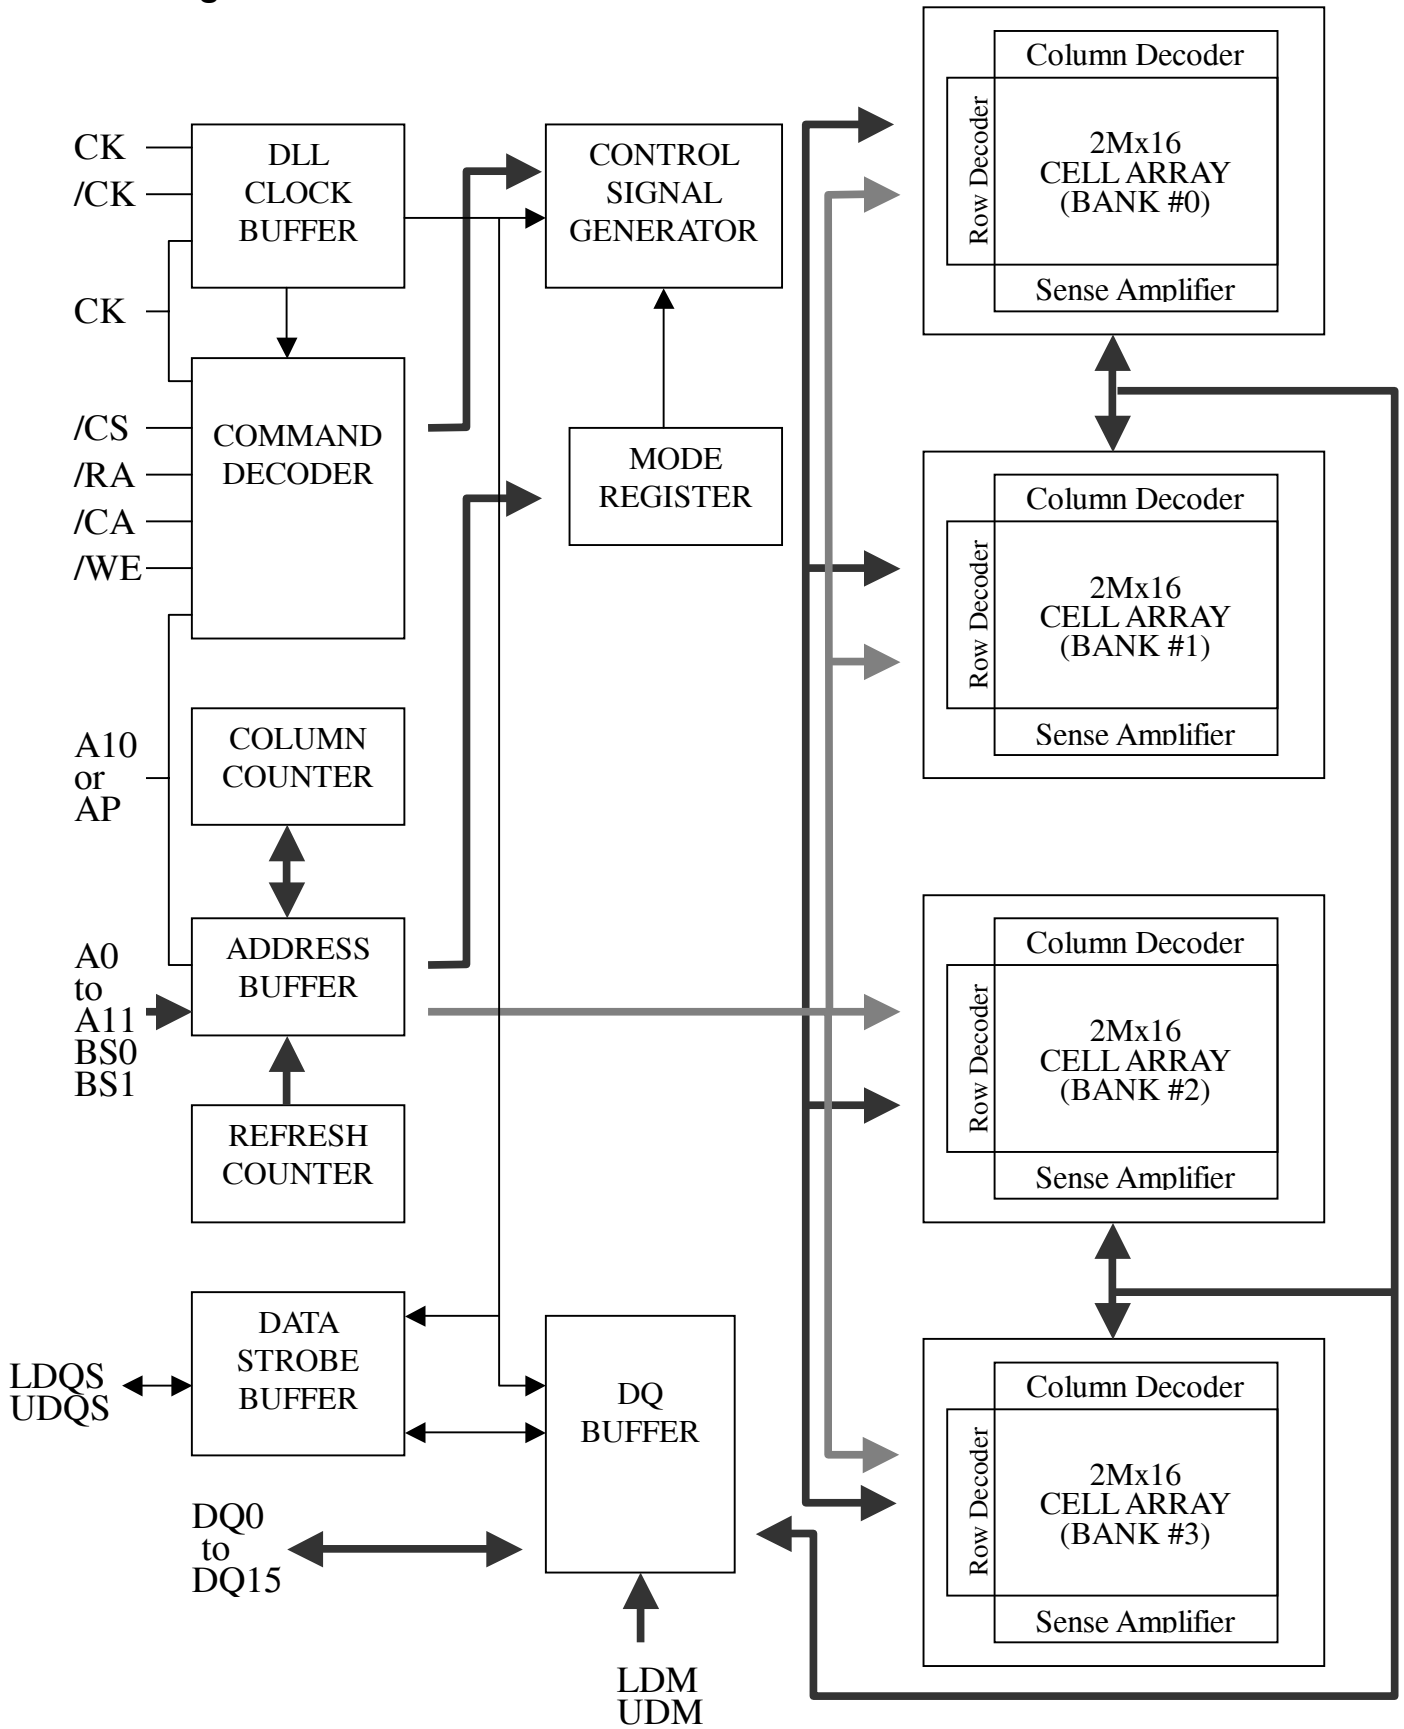 CK
/CK
CK
/CS
/RA
/CA
/WE
A10
or
AP
A0
to
A11
BS0
BS1
LDQS
UDQS
DQ0
to
DQ15
DLL
CLOCK
BUFFER
COMMAND
DECODER
COLUMN
COUNTER
ADDRESS
BUFFER
REFRESH
COUNTER
DATA
STROBE
BUFFER
CONTROL
SIGNAL
GENERATOR
MODE
REGISTER
DQ
BUFFER
LDM
UDM
Column Decoder
Row Decoder
2Mx16
CELL ARRAY
(BANK #0)
Sense Amplifier
Column Decoder
Row Decoder
2Mx16
CELL ARRAY
(BANK #1)
Sense Amplifier
Column Decoder
Row Decoder
2Mx16
CELL ARRAY
(BANK #2)
Sense Amplifier
Column Decoder
Row Decoder
2Mx16
CELL ARRAY
(BANK #3)
Sense Amplifier